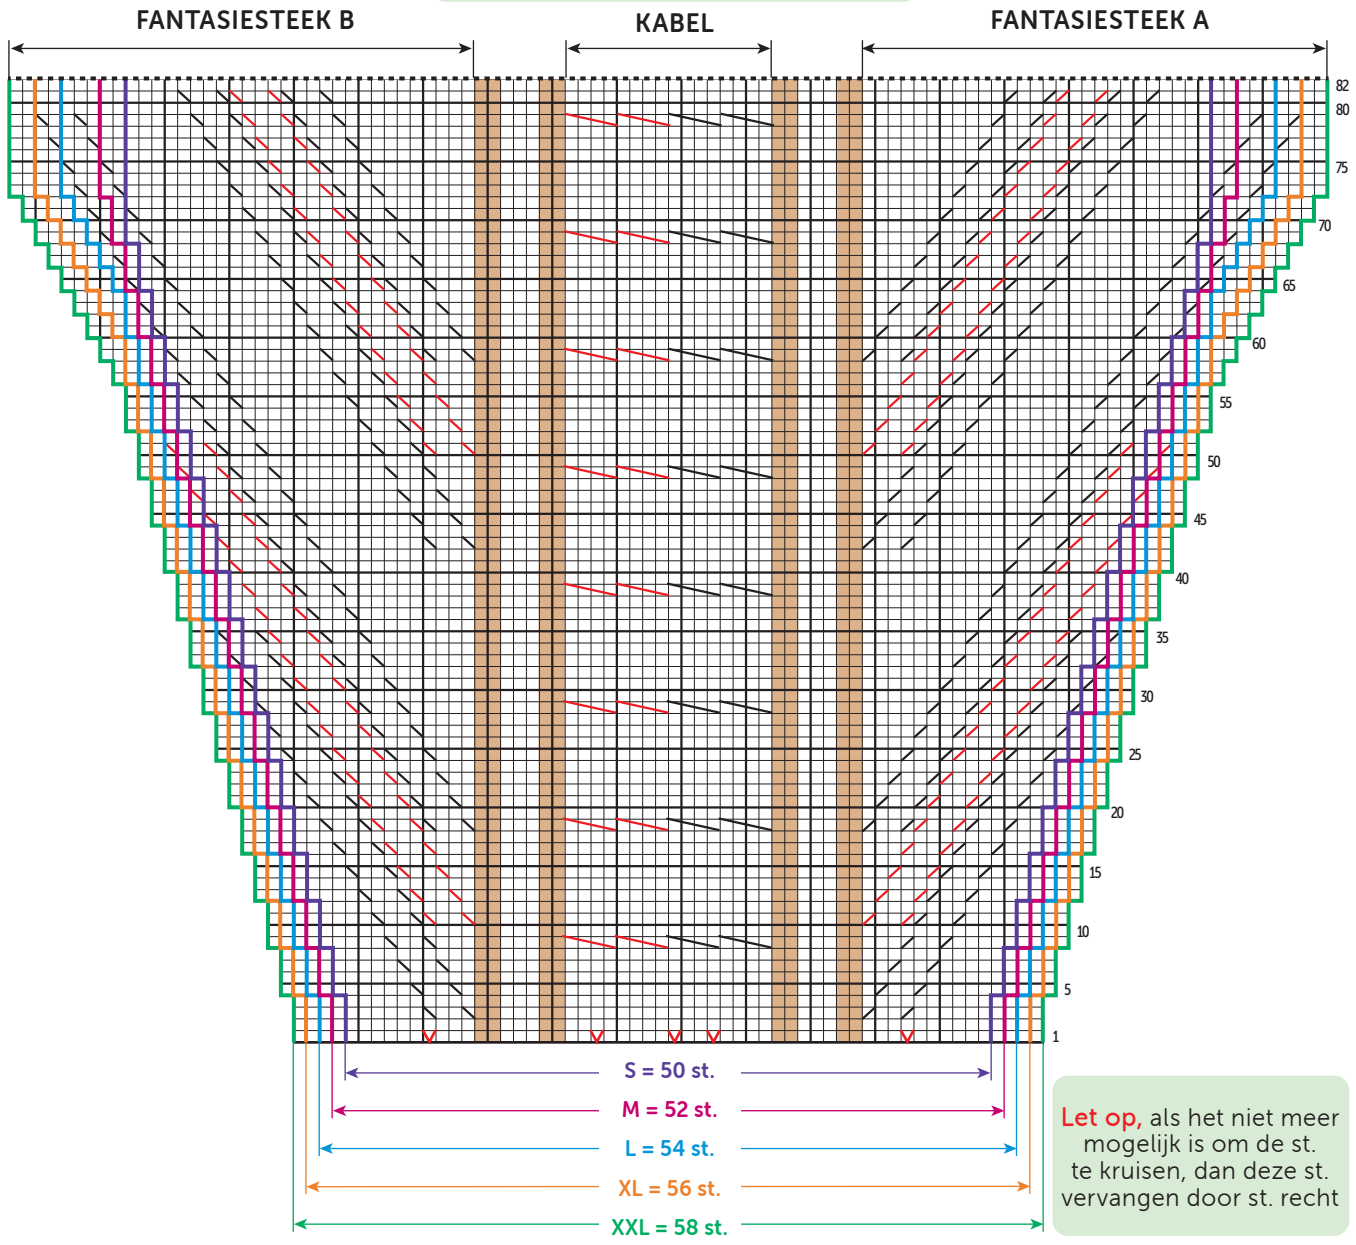 FANTASIESTEEK B
KABEL
FANTASIESTEEK A
82
80
75
70
65
60
55
50
45
40
35
30
25
20
15
10
5
1
S = 50 st.
M = 52 st.
L = 54 st.
XL = 56 st.
XXL = 58 st.
Let op, als het niet meer
mogelijk is om de st.
te kruisen, dan deze st.
vervangen door st. recht